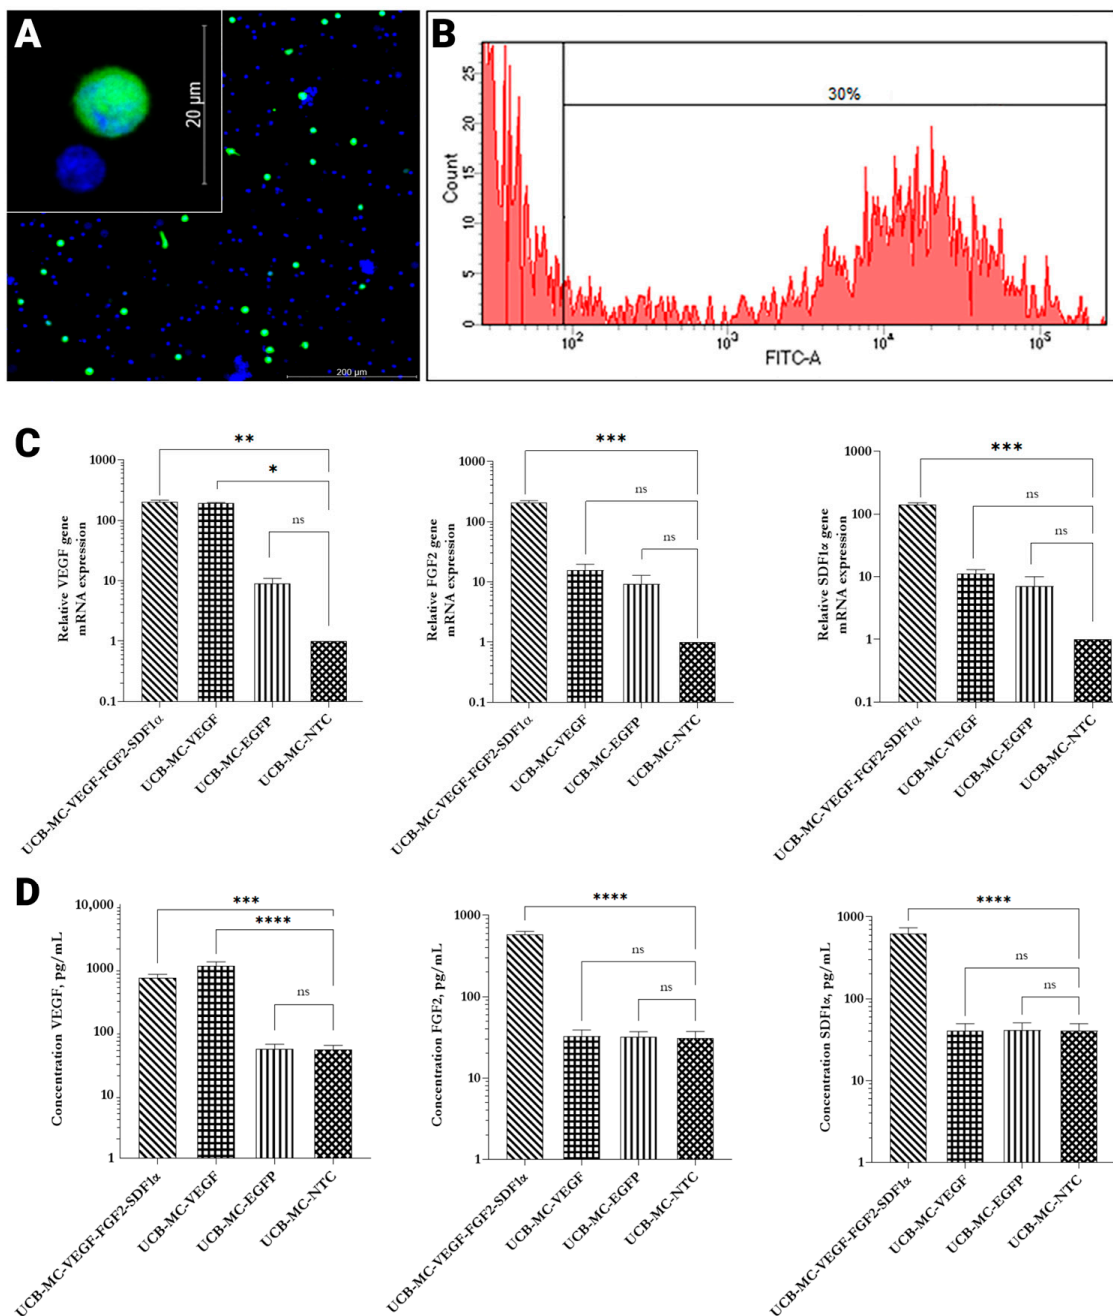 A
20 µm
200 µm
B
30%
Count
25
20
15
10
5
0
10²
10³
10⁴
10⁵
FITC-A
C
Relative VEGF gene
mRNA expression
1000
100
10
1
0.1
**
*
ns
UCB-MC-VEGF-FGF2-SDF1α
UCB-MC-VEGF
UCB-MC-EGFP
UCB-MC-NTC
Relative FGF2 gene
mRNA expression
1000
100
10
1
0.1
***
ns
ns
UCB-MC-VEGF-FGF2-SDF1α
UCB-MC-VEGF
UCB-MC-EGFP
UCB-MC-NTC
Relative SDF1α gene
mRNA expression
1000
100
10
1
0.1
***
ns
ns
UCB-MC-VEGF-FGF2-SDF1α
UCB-MC-VEGF
UCB-MC-EGFP
UCB-MC-NTC
D
Concentration VEGF, pg/mL
10,000
1000
100
10
1
***
****
ns
UCB-MC-VEGF-FGF2-SDF1α
UCB-MC-VEGF
UCB-MC-EGFP
UCB-MC-NTC
Concentration FGF2, pg/mL
1000
100
10
1
****
ns
ns
UCB-MC-VEGF-FGF2-SDF1α
UCB-MC-VEGF
UCB-MC-EGFP
UCB-MC-NTC
Concentration SDF1α, pg/mL
1000
100
10
1
****
ns
ns
UCB-MC-VEGF-FGF2-SDF1α
UCB-MC-VEGF
UCB-MC-EGFP
UCB-MC-NTC